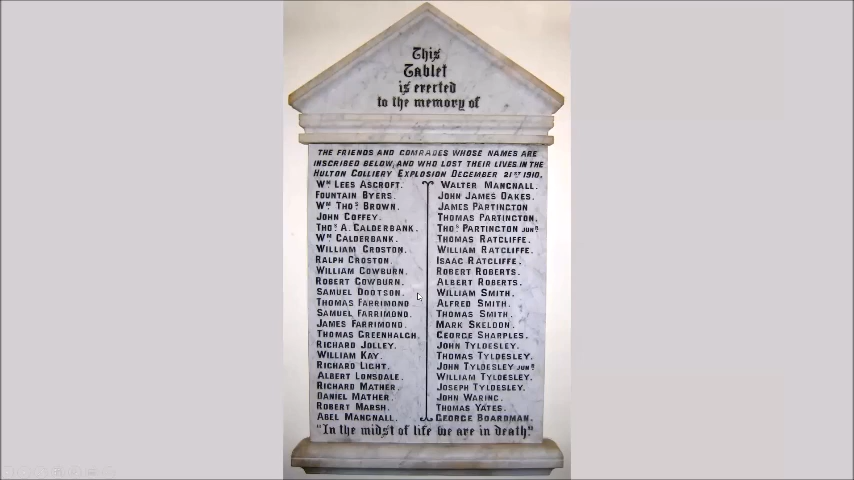 This
Tablet
is erected
to the memory of
THE FRIENDS AND COMRADES WHOSE NAMES ARE
INSCRIBED BELOW, AND WHO LOST THEIR LIVES IN THE
HULTON COLLIERY EXPLOSION DECEMBER 21ST 1910.
WM LEES ASCROFT.
FOUNTAIN BYERS.
WM THOS BROWN.
JOHN COFFEY.
THOS A. CALDERBANK.
WM CALDERBANK.
WILLIAM CROSTON.
RALPH CROSTON.
WILLIAM COWBURN.
ROBERT COWBURN.
SAMUEL DOOTSON.
THOMAS FARRIMOND
SAMUEL FARRIMOND.
JAMES FARRIMOND.
THOMAS GREENHALGH.
RICHARD JOLLEY.
WILLIAM KAY.
RICHARD LIGHT.
ALBERT LONSDALE.
RICHARD MATHER.
DANIEL MATHER.
ROBERT MARSH.
ABEL MANGNALL.
WALTER MANGNALL.
JOHN JAMES OAKES.
JAMES PARTINGTON
THOMAS PARTINGTON.
THOS PARTINGTON JUNR
THOMAS RATCLIFFE.
WILLIAM RATCLIFFE.
ISAAC RATCLIFFE.
ROBERT ROBERTS.
ALBERT ROBERTS.
WILLIAM SMITH.
ALFRED SMITH.
THOMAS SMITH.
MARK SKELDON.
GEORGE SHARPLES.
JOHN TYLDESLEY.
THOMAS TYLDESLEY.
JOHN TYLDESLEY JUNR
WILLIAM TYLDESLEY.
JOSEPH TYLDESLEY.
JOHN WARING.
THOMAS YATES.
GEORGE BOARDMAN.
"In the midst of life we are in death."